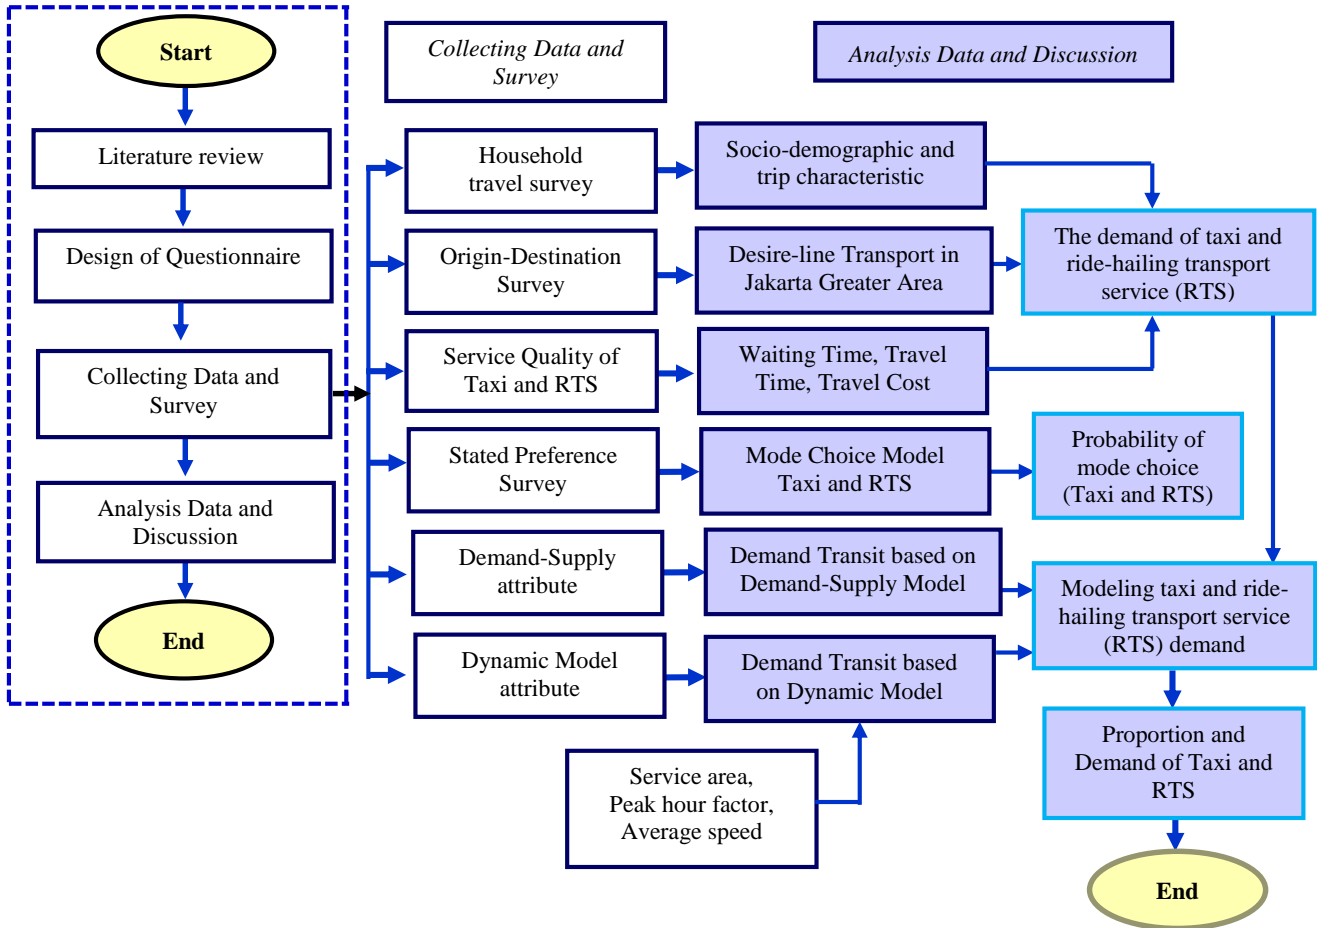 Start
Literature review
Design of Questionnaire
Collecting Data and
Survey
Analysis Data and
Discussion
End
Collecting Data and
Survey
Analysis Data and Discussion
Household
travel survey
Socio-demographic and
trip characteristic
Origin-Destination
Survey
Desire-line Transport in
Jakarta Greater Area
The demand of taxi and
ride-hailing transport
service (RTS)
Service Quality of
Taxi and RTS
Waiting Time, Travel
Time, Travel Cost
Stated Preference
Survey
Mode Choice Model
Taxi and RTS
Probability of
mode choice
(Taxi and RTS)
Demand-Supply
attribute
Demand Transit based on
Demand-Supply Model
Modeling taxi and ride-
hailing transport service
(RTS) demand
Dynamic Model
attribute
Demand Transit based
on Dynamic Model
Service area,
Peak hour factor,
Average speed
Proportion and
Demand of Taxi and
RTS
End